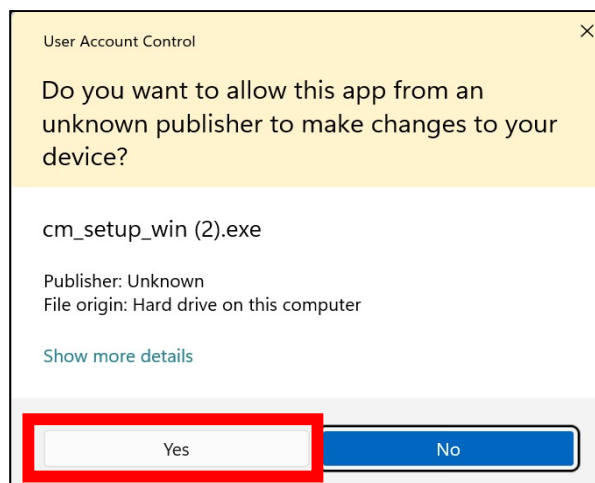 User Account Control
Do you want to allow this app from an
unknown publisher to make changes to your
device?
cm_setup_win (2).exe
Publisher: Unknown
File origin: Hard drive on this computer
Show more details
Yes
No